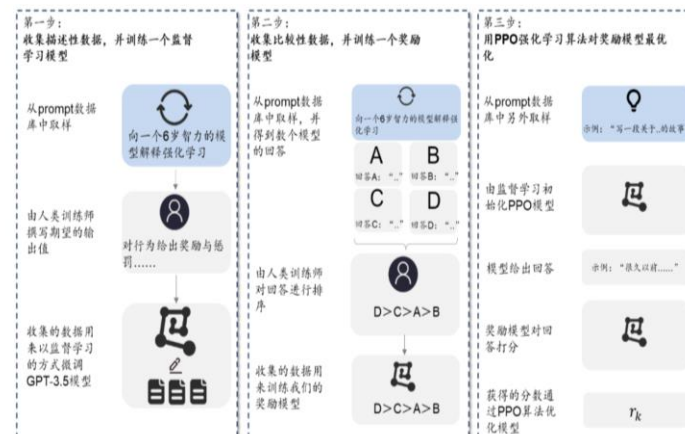 第一步：
收集描述性数据，并训练一个监督
学习模型
从prompt数据
库中取样
向一个6岁智力的模
型解释强化学习
由人类训练师
撰写期望的输
出值
对行为给出奖励与惩
罚……
收集的数据用
来以监督学习
的方式微调
GPT-3.5模型
第二步：
收集比较性数据，并训练一个奖励
模型
从prompt数据
库中取样，并
得到数个模型
的回答
向一个6岁智力的模型解释强
化学习
A
B
回答A：“..”
回答B：“..”
C
D
回答C：“..”
回答D：“..”
由人类训练师
对回答进行排
序
D>C>A>B
收集的数据用
来训练我们的
奖励模型
D>C>A>B
第三步：
用PPO强化学习算法对奖励模型最优
化
从prompt数据
库中另外取样
示例：“写一段关于..的故事
由监督学习初
始化PPO模型
模型给出回答
示例：“很久以前……”
奖励模型对回
答打分
获得的分数通
过PPO算法优
化模型
rₖ